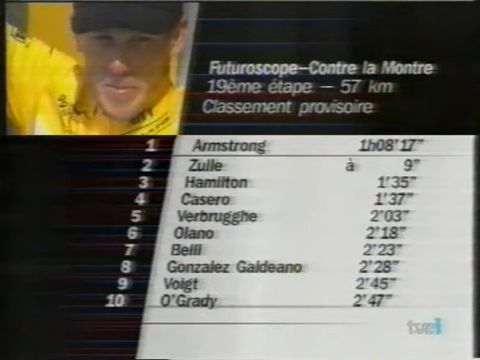 Futuroscope-Contre la Montre
19ème étape - 57 km
Classement provisoire
1 Armstrong 1h08'17"
2 Zulle à 9"
3 Hamilton 1'35"
4 Casero 1'37"
5 Verbrugghe 2'03"
6 Olano 2'18"
7 Belli 2'23"
8 Gonzalez Galdeano 2'28"
9 Voigt 2'45"
10 O'Grady 2'47"
tve1